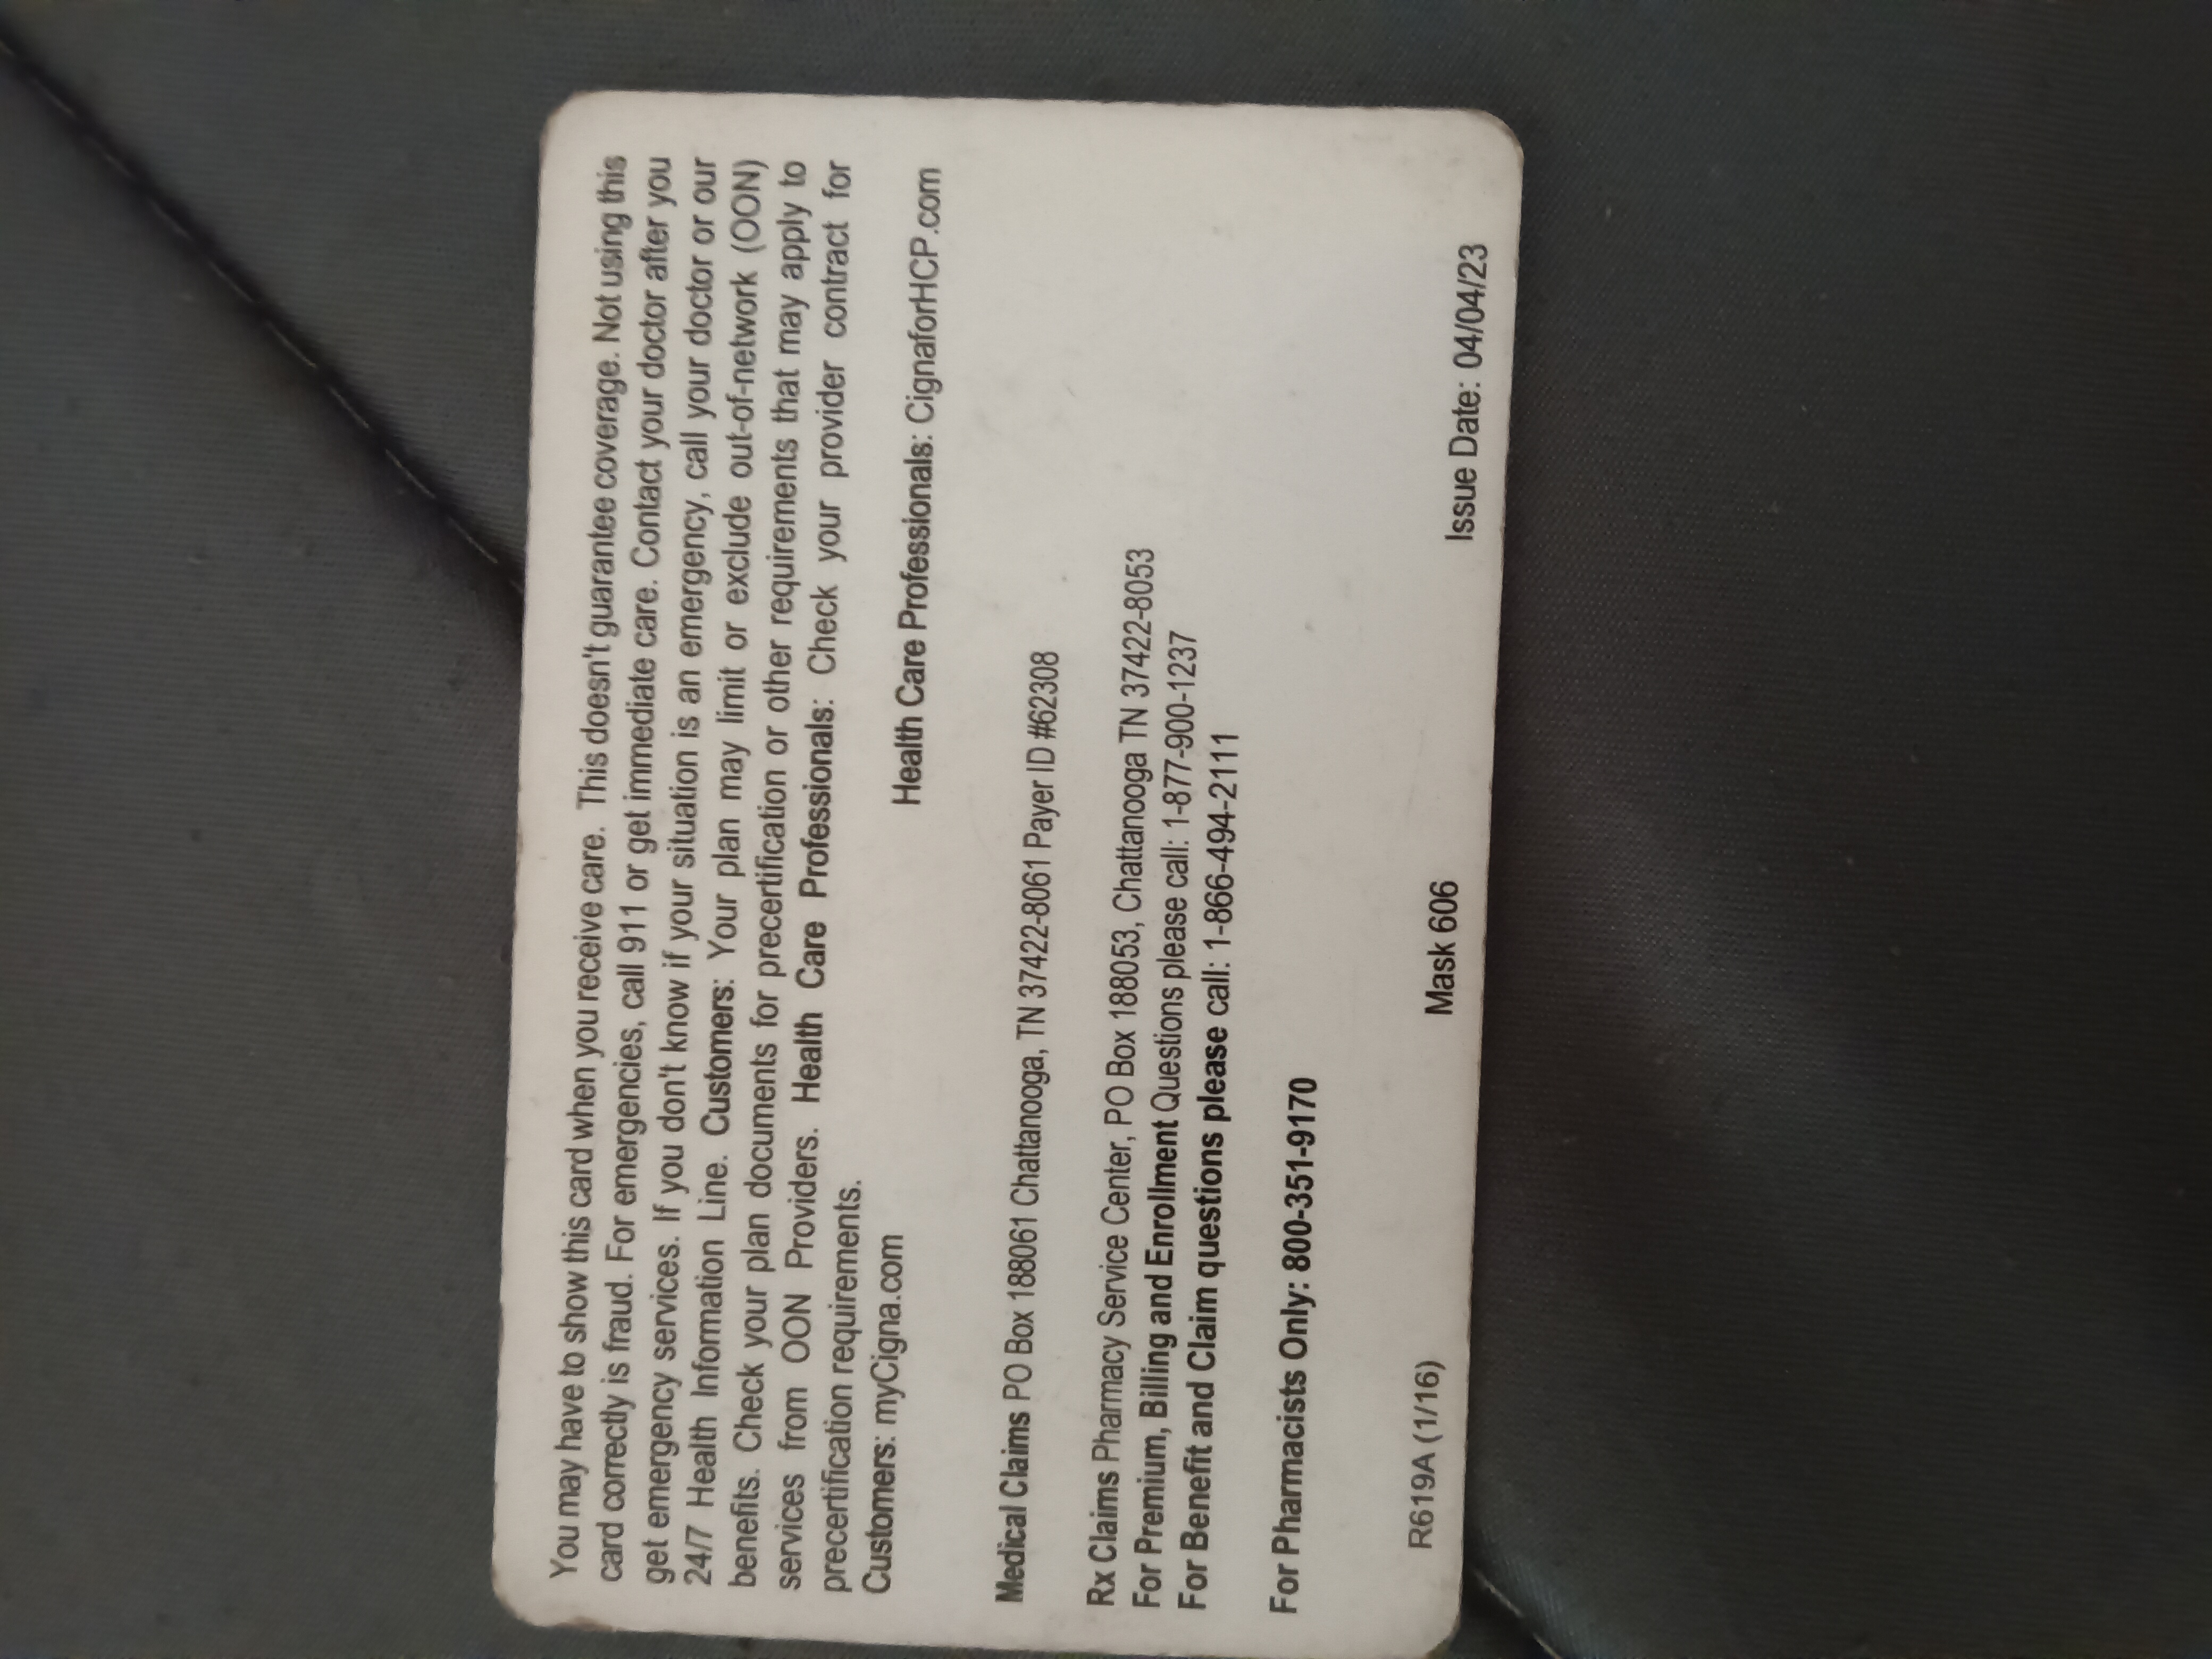 You may have to show this card when you receive care. This doesn't guarantee coverage. Not using this
card correctly is fraud. For emergencies, call 911 or get immediate care. Contact your doctor after you
get emergency services. If you don't know if your situation is an emergency, call your doctor or our
24/7 Health Information Line. Customers: Your plan may limit or exclude out-of-network (OON)
benefits. Check your plan documents for precertification or other requirements that may apply to
services from OON Providers. Health Care Professionals: Check your provider contract for
precertification requirements.
Customers: myCigna.com Health Care Professionals: CignaforHCP.com
Medical Claims PO Box 188061 Chattanooga, TN 37422-8061 Payer ID #62308
Rx Claims Pharmacy Service Center, PO Box 188053, Chattanooga TN 37422-8053
For Premium, Billing and Enrollment Questions please call: 1-877-900-1237
For Benefit and Claim questions please call: 1-866-494-2111
For Pharmacists Only: 800-351-9170
R619A (1/16) Mask 606 Issue Date: 04/04/23